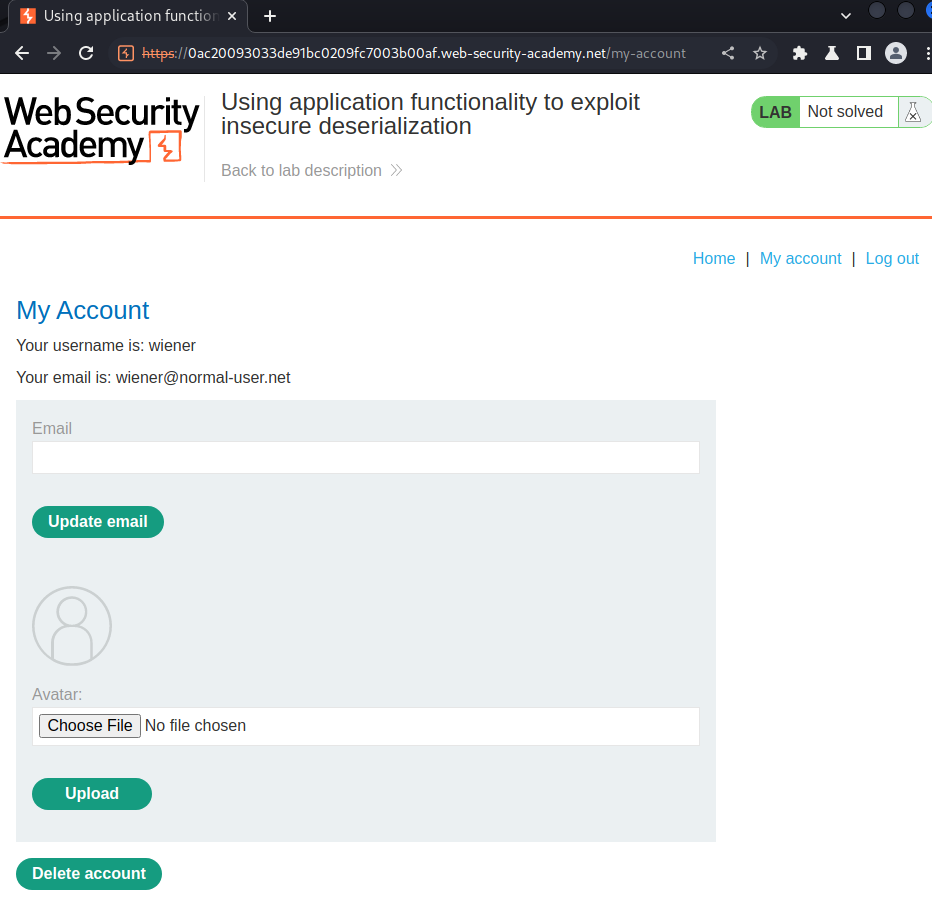 Using application function
https://0ac20093033de91bc0209fc7003b00af.web-security-academy.net/my-account
Web Security
Academy
Using application functionality to exploit
insecure deserialization
Back to lab description
LAB Not solved
Home | My account | Log out
My Account
Your username is: wiener
Your email is: wiener@normal-user.net
Email
Update email
Avatar:
Choose File No file chosen
Upload
Delete account